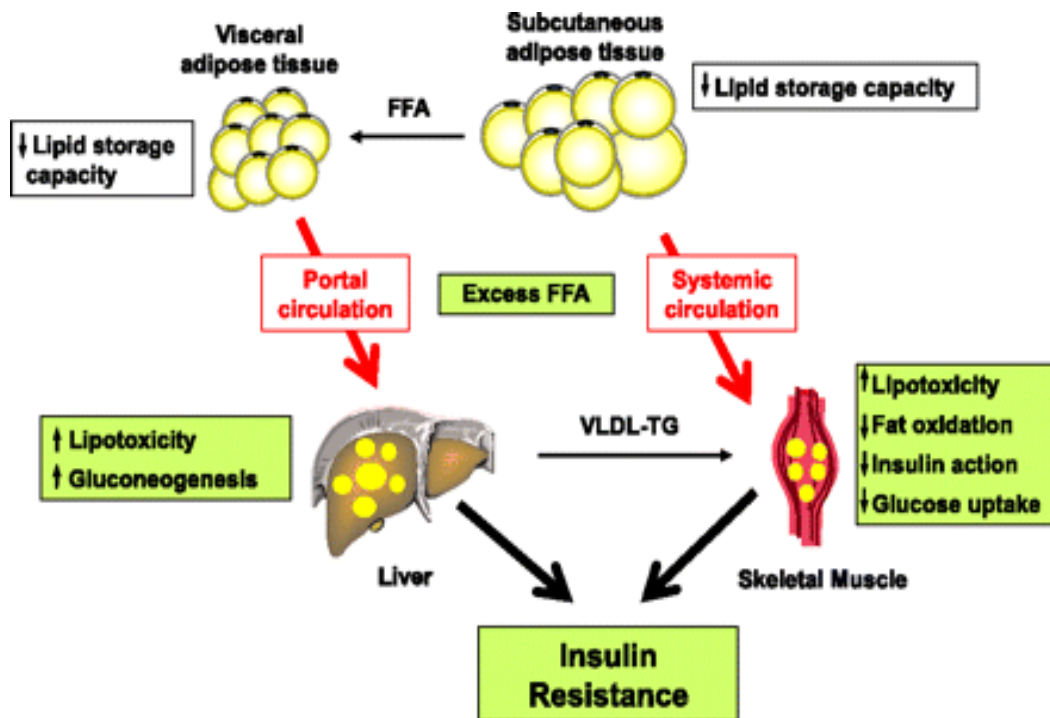 Visceral
adipose tissue
Subcutaneous
adipose tissue
↓ Lipid storage capacity
FFA
↓ Lipid storage
capacity
Portal
circulation
Excess FFA
Systemic
circulation
↑ Lipotoxicity
↑ Gluconeogenesis
VLDL-TG
↑ Lipotoxicity
↓ Fat oxidation
↓ Insulin action
↓ Glucose uptake
Liver
Skeletal Muscle
Insulin
Resistance